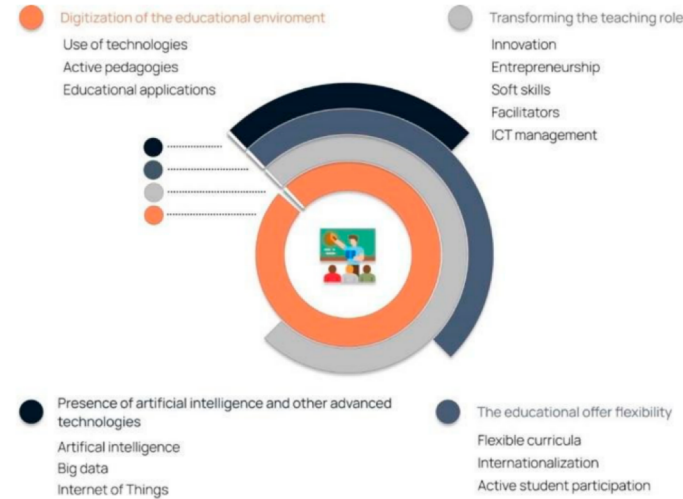 Digitization of the educational enviroment
Use of technologies
Active pedagogies
Educational applications
Transforming the teaching role
Innovation
Entrepreneurship
Soft skills
Facilitators
ICT management
Presence of artificial intelligence and other advanced
technologies
Artifical intelligence
Big data
Internet of Things
The educational offer flexibility
Flexible curricula
Internationalization
Active student participation